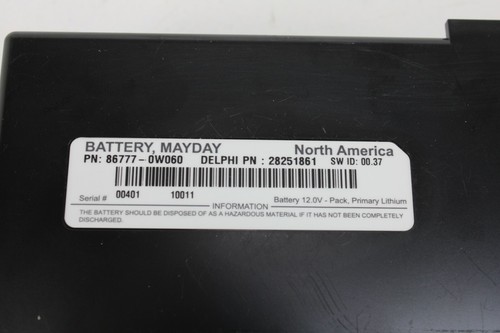 BATTERY, MAYDAY North America
PN: 86777-0W060 DELPHI PN : 28251861 SW ID: 00.37
Serial # 00401 10011 Battery 12.0V - Pack, Primary Lithium
INFORMATION
THE BATTERY SHOULD BE DISPOSED OF AS A HAZARDOUS MATERIAL IF IT HAS NOT BEEN COMPLETELY
DISCHARGED.